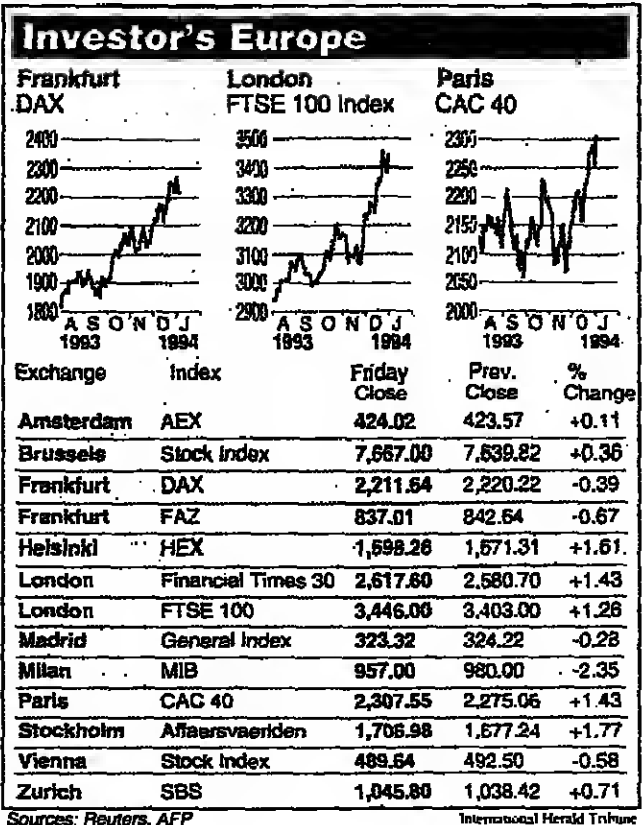 Investor's Europe
Frankfurt London Paris
DAX FTSE 100 Index CAC 40
2400 3500 2300
2300 3400 2250
2200 3300 2200
2100 3200 2150
2000 3100 2100
1900 3000 2050
1800 2900 2000
A S O N D J A S O N D J A S O N D J
1993 1994 1993 1994 1993 1994
Exchange Index Friday Close Prev. Close % Change
Amsterdam AEX 424.02 423.57 +0.11
Brussels Stock Index 7,667.00 7,639.82 +0.36
Frankfurt DAX 2,211.64 2,220.22 -0.39
Frankfurt FAZ 837.01 842.64 -0.67
Helsinki HEX 1,698.26 1,671.31 +1.61
London Financial Times 30 2,617.60 2,580.70 +1.43
London FTSE 100 3,446.00 3,403.00 +1.26
Madrid General Index 323.32 324.22 -0.28
Milan MIB 957.00 980.00 -2.35
Paris CAC 40 2,307.55 2,275.06 +1.43
Stockholm Affaersvaerlden 1,706.98 1,677.24 +1.77
Vienna Stock Index 489.64 492.50 -0.58
Zurich SBS 1,045.80 1,038.42 +0.71
Sources: Reuters, AFP International Herald Tribune